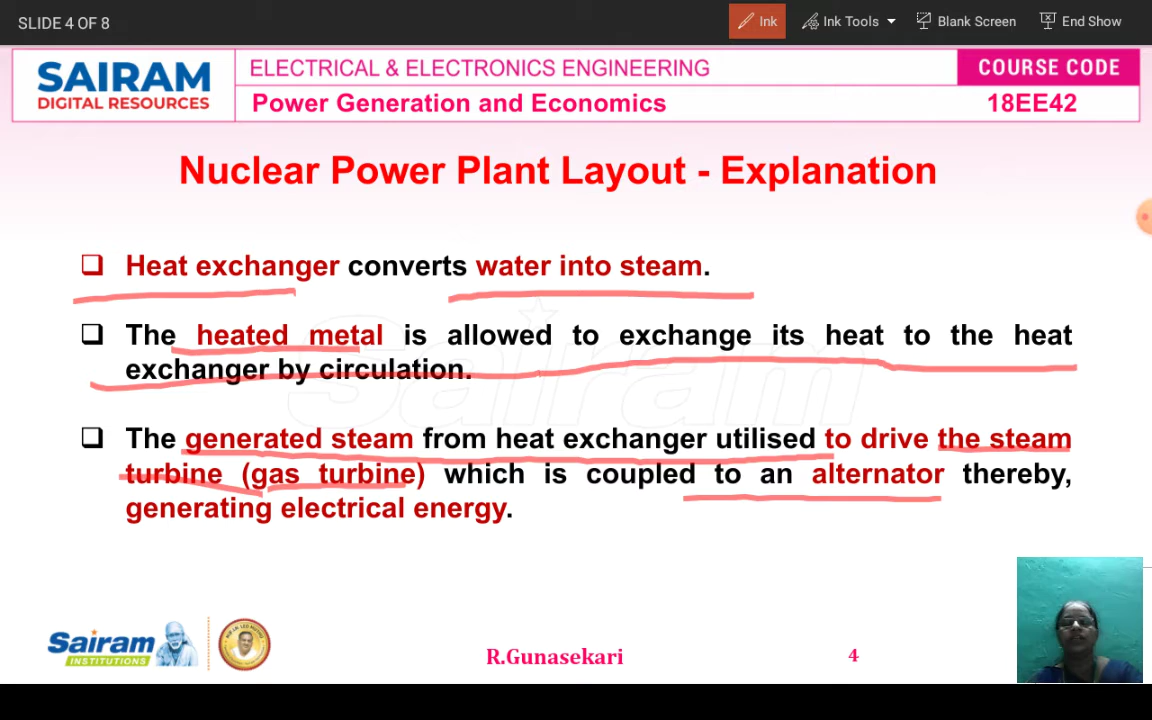 SLIDE 4 OF 8
Ink
Ink Tools
Blank Screen
End Show
SAIRAM
DIGITAL RESOURCES
ELECTRICAL & ELECTRONICS ENGINEERING
COURSE CODE
Power Generation and Economics
18EE42
Nuclear Power Plant Layout - Explanation
Heat exchanger converts water into steam.
The heated metal is allowed to exchange its heat to the heat
exchanger by circulation.
The generated steam from heat exchanger utilised to drive the steam
turbine (gas turbine) which is coupled to an alternator thereby,
generating electrical energy.
Sairam
Sairam
INSTITUTIONS
R.Gunasekari
4